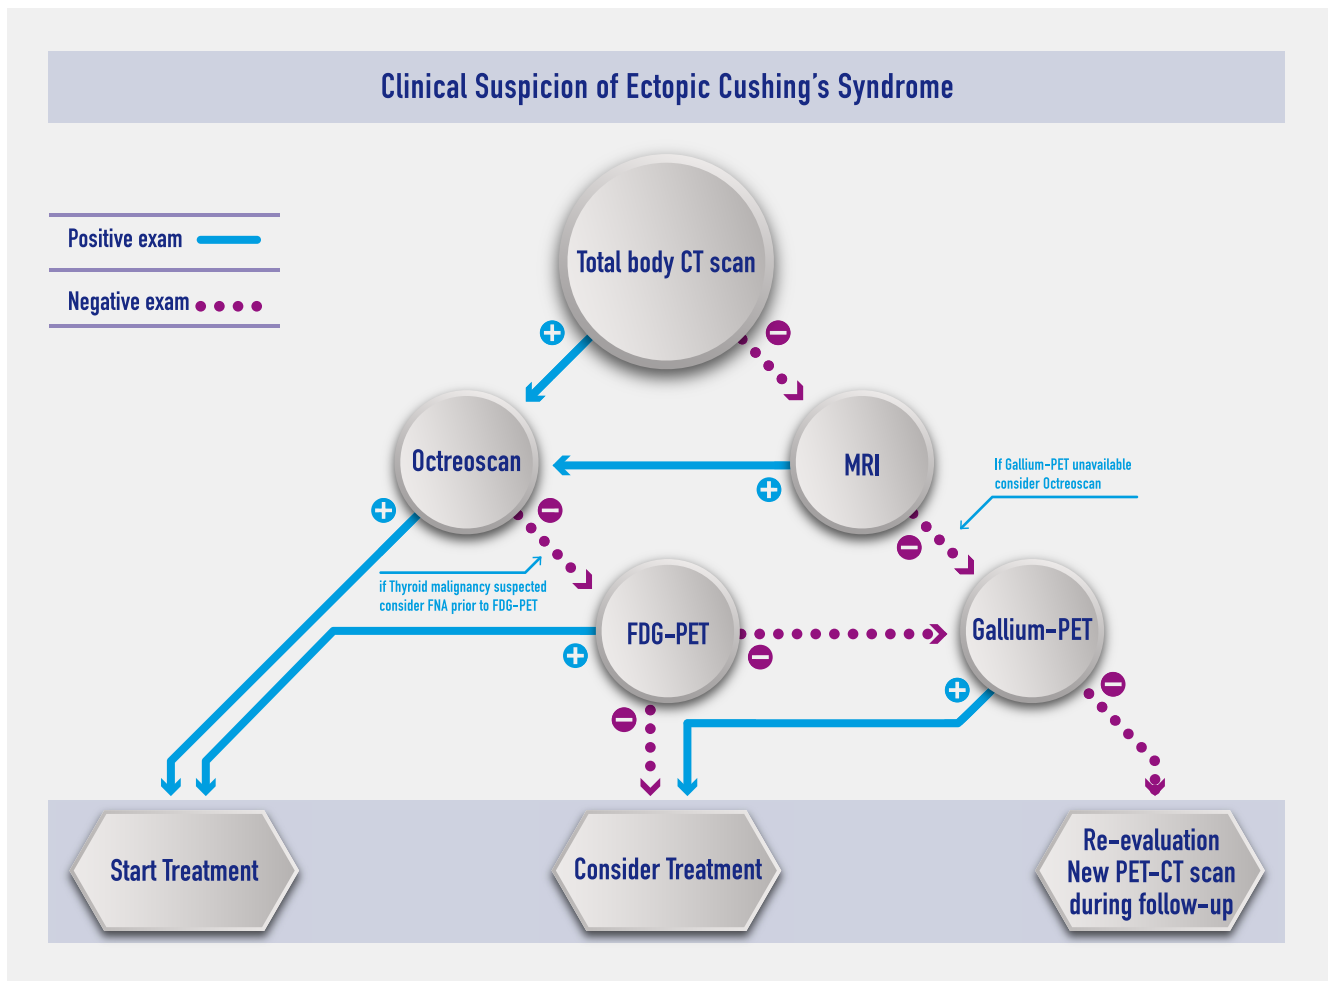 Clinical Suspicion of Ectopic Cushing's Syndrome
Positive exam
Negative exam
Total body CT scan
Octreoscan
MRI
If Gallium-PET unavailable
consider Octreoscan
if Thyroid malignancy suspected
consider FNA prior to FDG-PET
FDG-PET
Gallium-PET
Start Treatment
Consider Treatment
Re-evaluation
New PET-CT scan
during follow-up